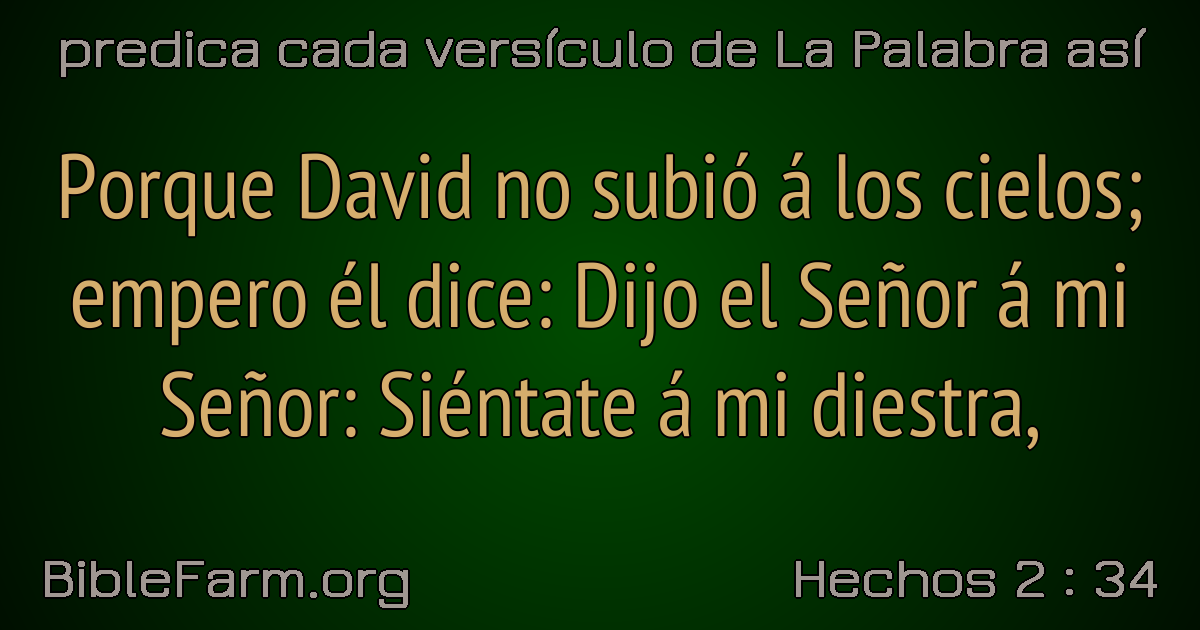 predica cada versículo de La Palabra así
Porque David no subió á los cielos;
empero él dice: Dijo el Señor á mi
Señor: Siéntate á mi diestra,
BibleFarm.org
Hechos 2 : 34